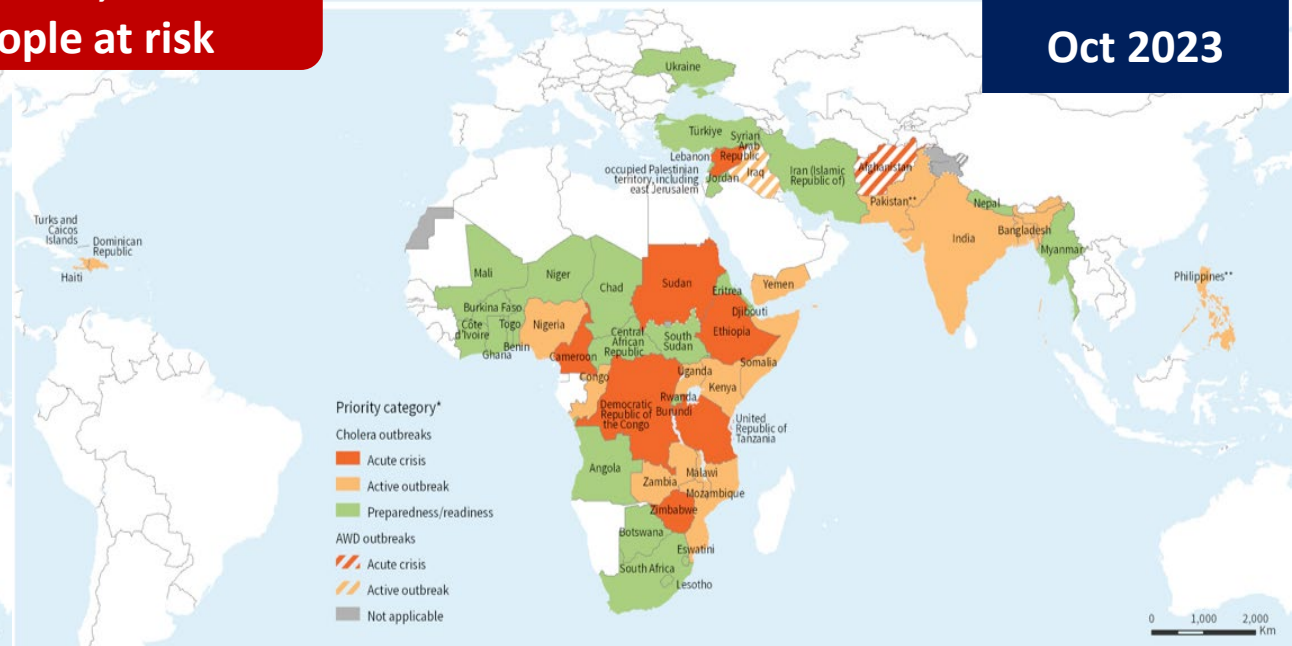 ople at risk
Oct 2023
Ukraine
Türkiye
Syrian
Arab
Republic
Lebanon
occupied Palestinian
territory, including
east Jerusalem
Jordan
Iraq
Iran (Islamic
Republic of)
Afghanistan
Pakistan**
Nepal
India
Bangladesh
Myanmar
Philippines**
Turks and
Caicos
Islands
Dominican
Republic
Haiti
Mali
Niger
Chad
Sudan
Eritrea
Yemen
Djibouti
Burkina Faso
Côte
d'Ivoire
Togo
Ghana
Benin
Nigeria
Cameroon
Central
African
Republic
South
Sudan
Ethiopia
Somalia
Congo
Uganda
Kenya
Rwanda
Democratic
Republic of
the Congo
Burundi
United
Republic of
Tanzania
Angola
Zambia
Malawi
Mozambique
Zimbabwe
Botswana
Eswatini
South Africa
Lesotho
Priority category*
Cholera outbreaks
Acute crisis
Active outbreak
Preparedness/readiness
AWD outbreaks
Acute crisis
Active outbreak
Not applicable
0 1,000 2,000
Km